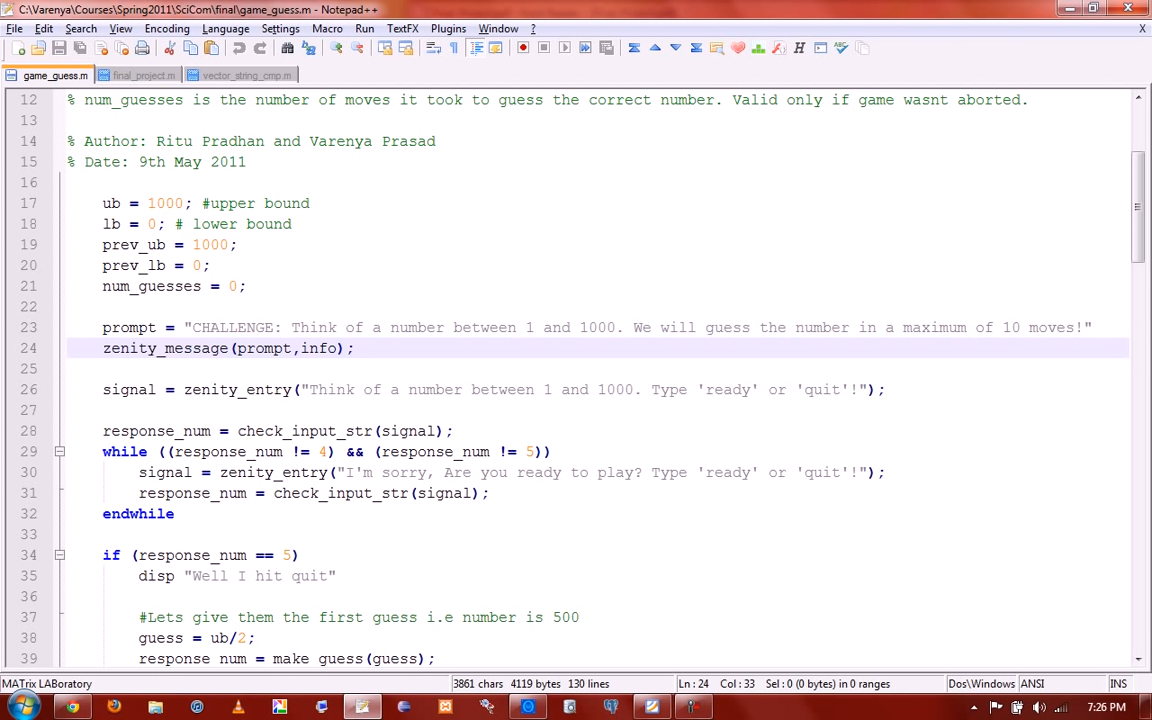 C:\Varenya\Courses\Spring2011\SciCom\final\game_guess.m - Notepad++
File Edit Search View Encoding Language Settings Macro Run TextFX Plugins Window ? X
game_guess.m final_project.m vector_string_cmp.m
12 % num_guesses is the number of moves it took to guess the correct number. Valid only if game wasnt aborted.
13
14 % Author: Ritu Pradhan and Varenya Prasad
15 % Date: 9th May 2011
16
17 ub = 1000; #upper bound
18 lb = 0; # lower bound
19 prev_ub = 1000;
20 prev_lb = 0;
21 num_guesses = 0;
22
23 prompt = "CHALLENGE: Think of a number between 1 and 1000. We will guess the number in a maximum of 10 moves!"
24 zenity_message(prompt,info);
25
26 signal = zenity_entry("Think of a number between 1 and 1000. Type 'ready' or 'quit'!");
27
28 response_num = check_input_str(signal);
29 while ((response_num != 4) && (response_num != 5))
30 signal = zenity_entry("I'm sorry, Are you ready to play? Type 'ready' or 'quit'!");
31 response_num = check_input_str(signal);
32 endwhile
33
34 if (response_num == 5)
35 disp "Well I hit quit"
36
37 #Lets give them the first guess i.e number is 500
38 guess = ub/2;
39 response_num = make_guess(guess);
MATrix LABoratory 3861 chars 4119 bytes 130 lines Ln : 24 Col : 33 Sel : 0 (0 bytes) in 0 ranges Dos\Windows ANSI INS
7:26 PM